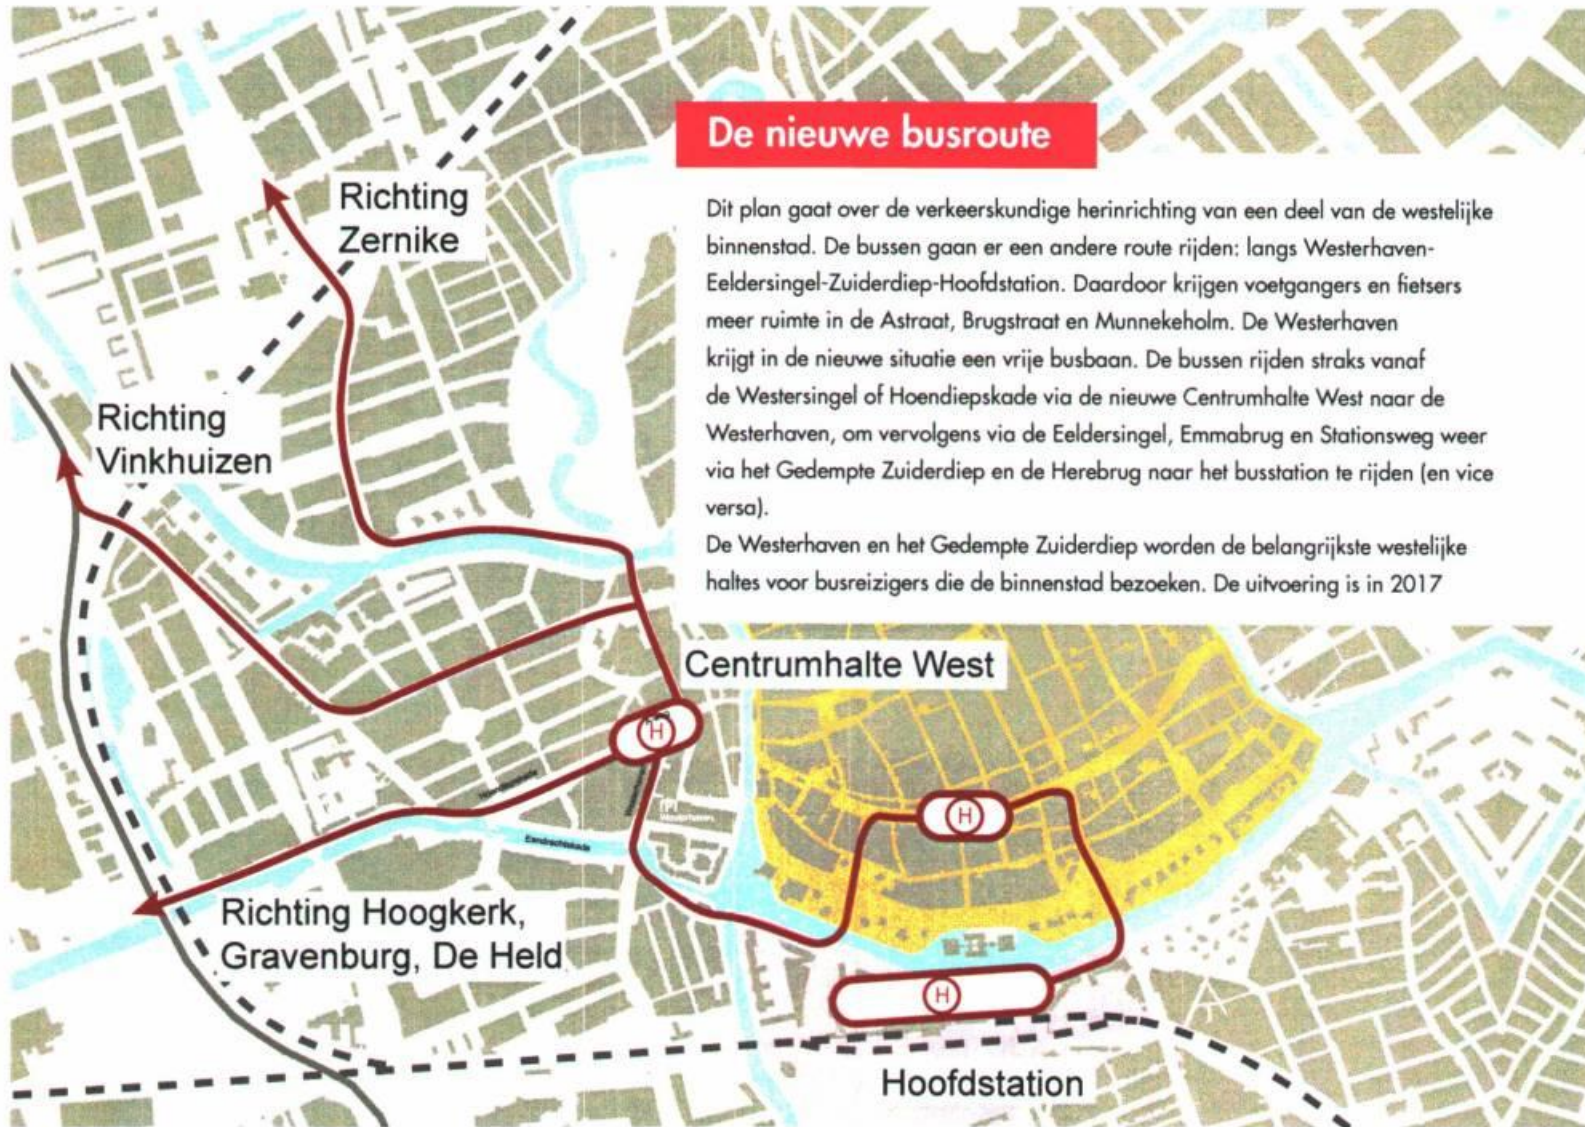 De nieuwe busroute
Dit plan gaat over de verkeerskundige herinrichting van een deel van de westelijke
binnenstad. De bussen gaan er een andere route rijden: langs Westerhaven-
Eeldersingel-Zuiderdiep-Hoofdstation. Daardoor krijgen voetgangers en fietsers
meer ruimte in de Astraat, Brugstraat en Munnekeholm. De Westerhaven
krijgt in de nieuwe situatie een vrije busbaan. De bussen rijden straks vanaf
de Westersingel of Hoendiepskade via de nieuwe Centrumhalte West naar de
Westerhaven, om vervolgens via de Eeldersingel, Emmabrug en Stationsweg weer
via het Gedempte Zuiderdiep en de Herebrug naar het busstation te rijden (en vice
versa).
De Westerhaven en het Gedempte Zuiderdiep worden de belangrijkste westelijke
haltes voor busreizigers die de binnenstad bezoeken. De uitvoering is in 2017
Richting
Zernike
Richting
Vinkhuizen
Centrumhalte West
H
H
Eendrachtskade
Richting Hoogkerk,
Gravenburg, De Held
H
Hoofdstation